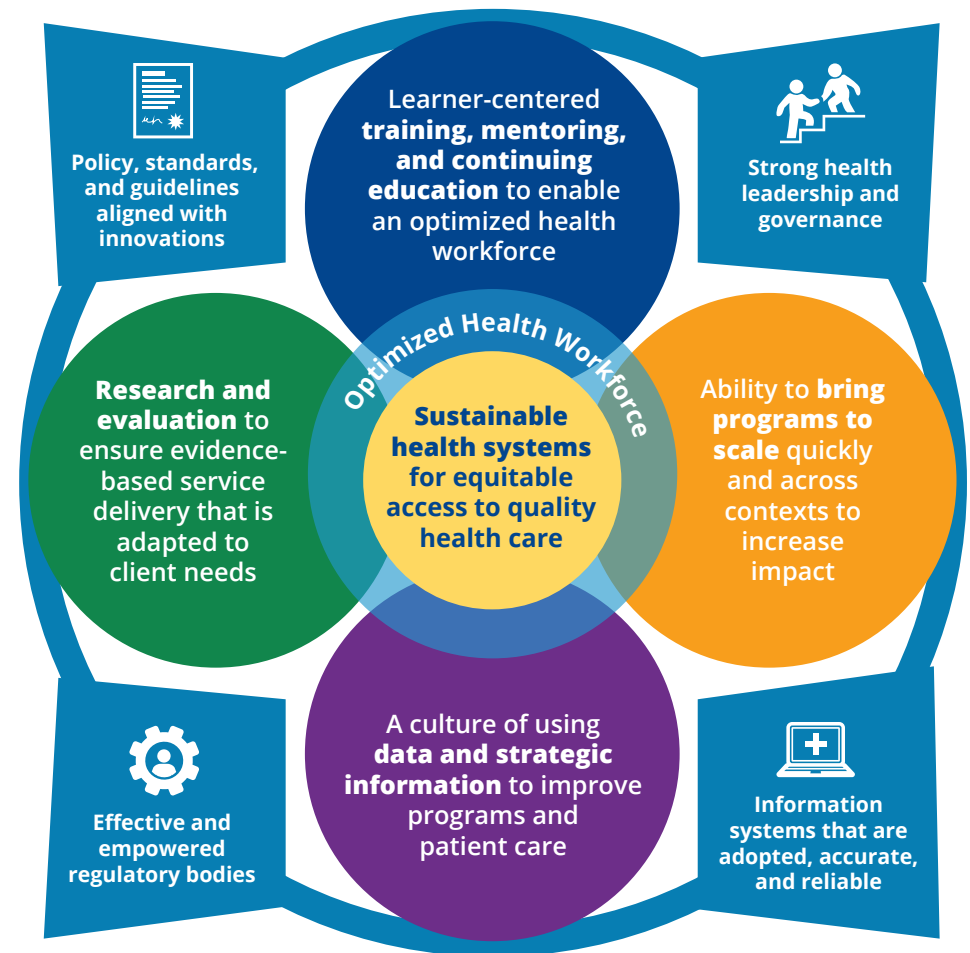 Policy, standards,
and guidelines
aligned with
innovations
Learner-centered
training, mentoring,
and continuing
education to enable
an optimized health
workforce
Strong health
leadership and
governance
Research and
evaluation to
ensure evidence-
based service
delivery that is
adapted to
client needs
Optimized Health Workforce
Sustainable
health systems
for equitable
access to quality
health care
Ability to bring
programs to
scale quickly
and across
contexts to
increase
impact
Effective and
empowered
regulatory bodies
A culture of using
data and strategic
information to improve
programs and
patient care
Information
systems that are
adopted, accurate,
and reliable